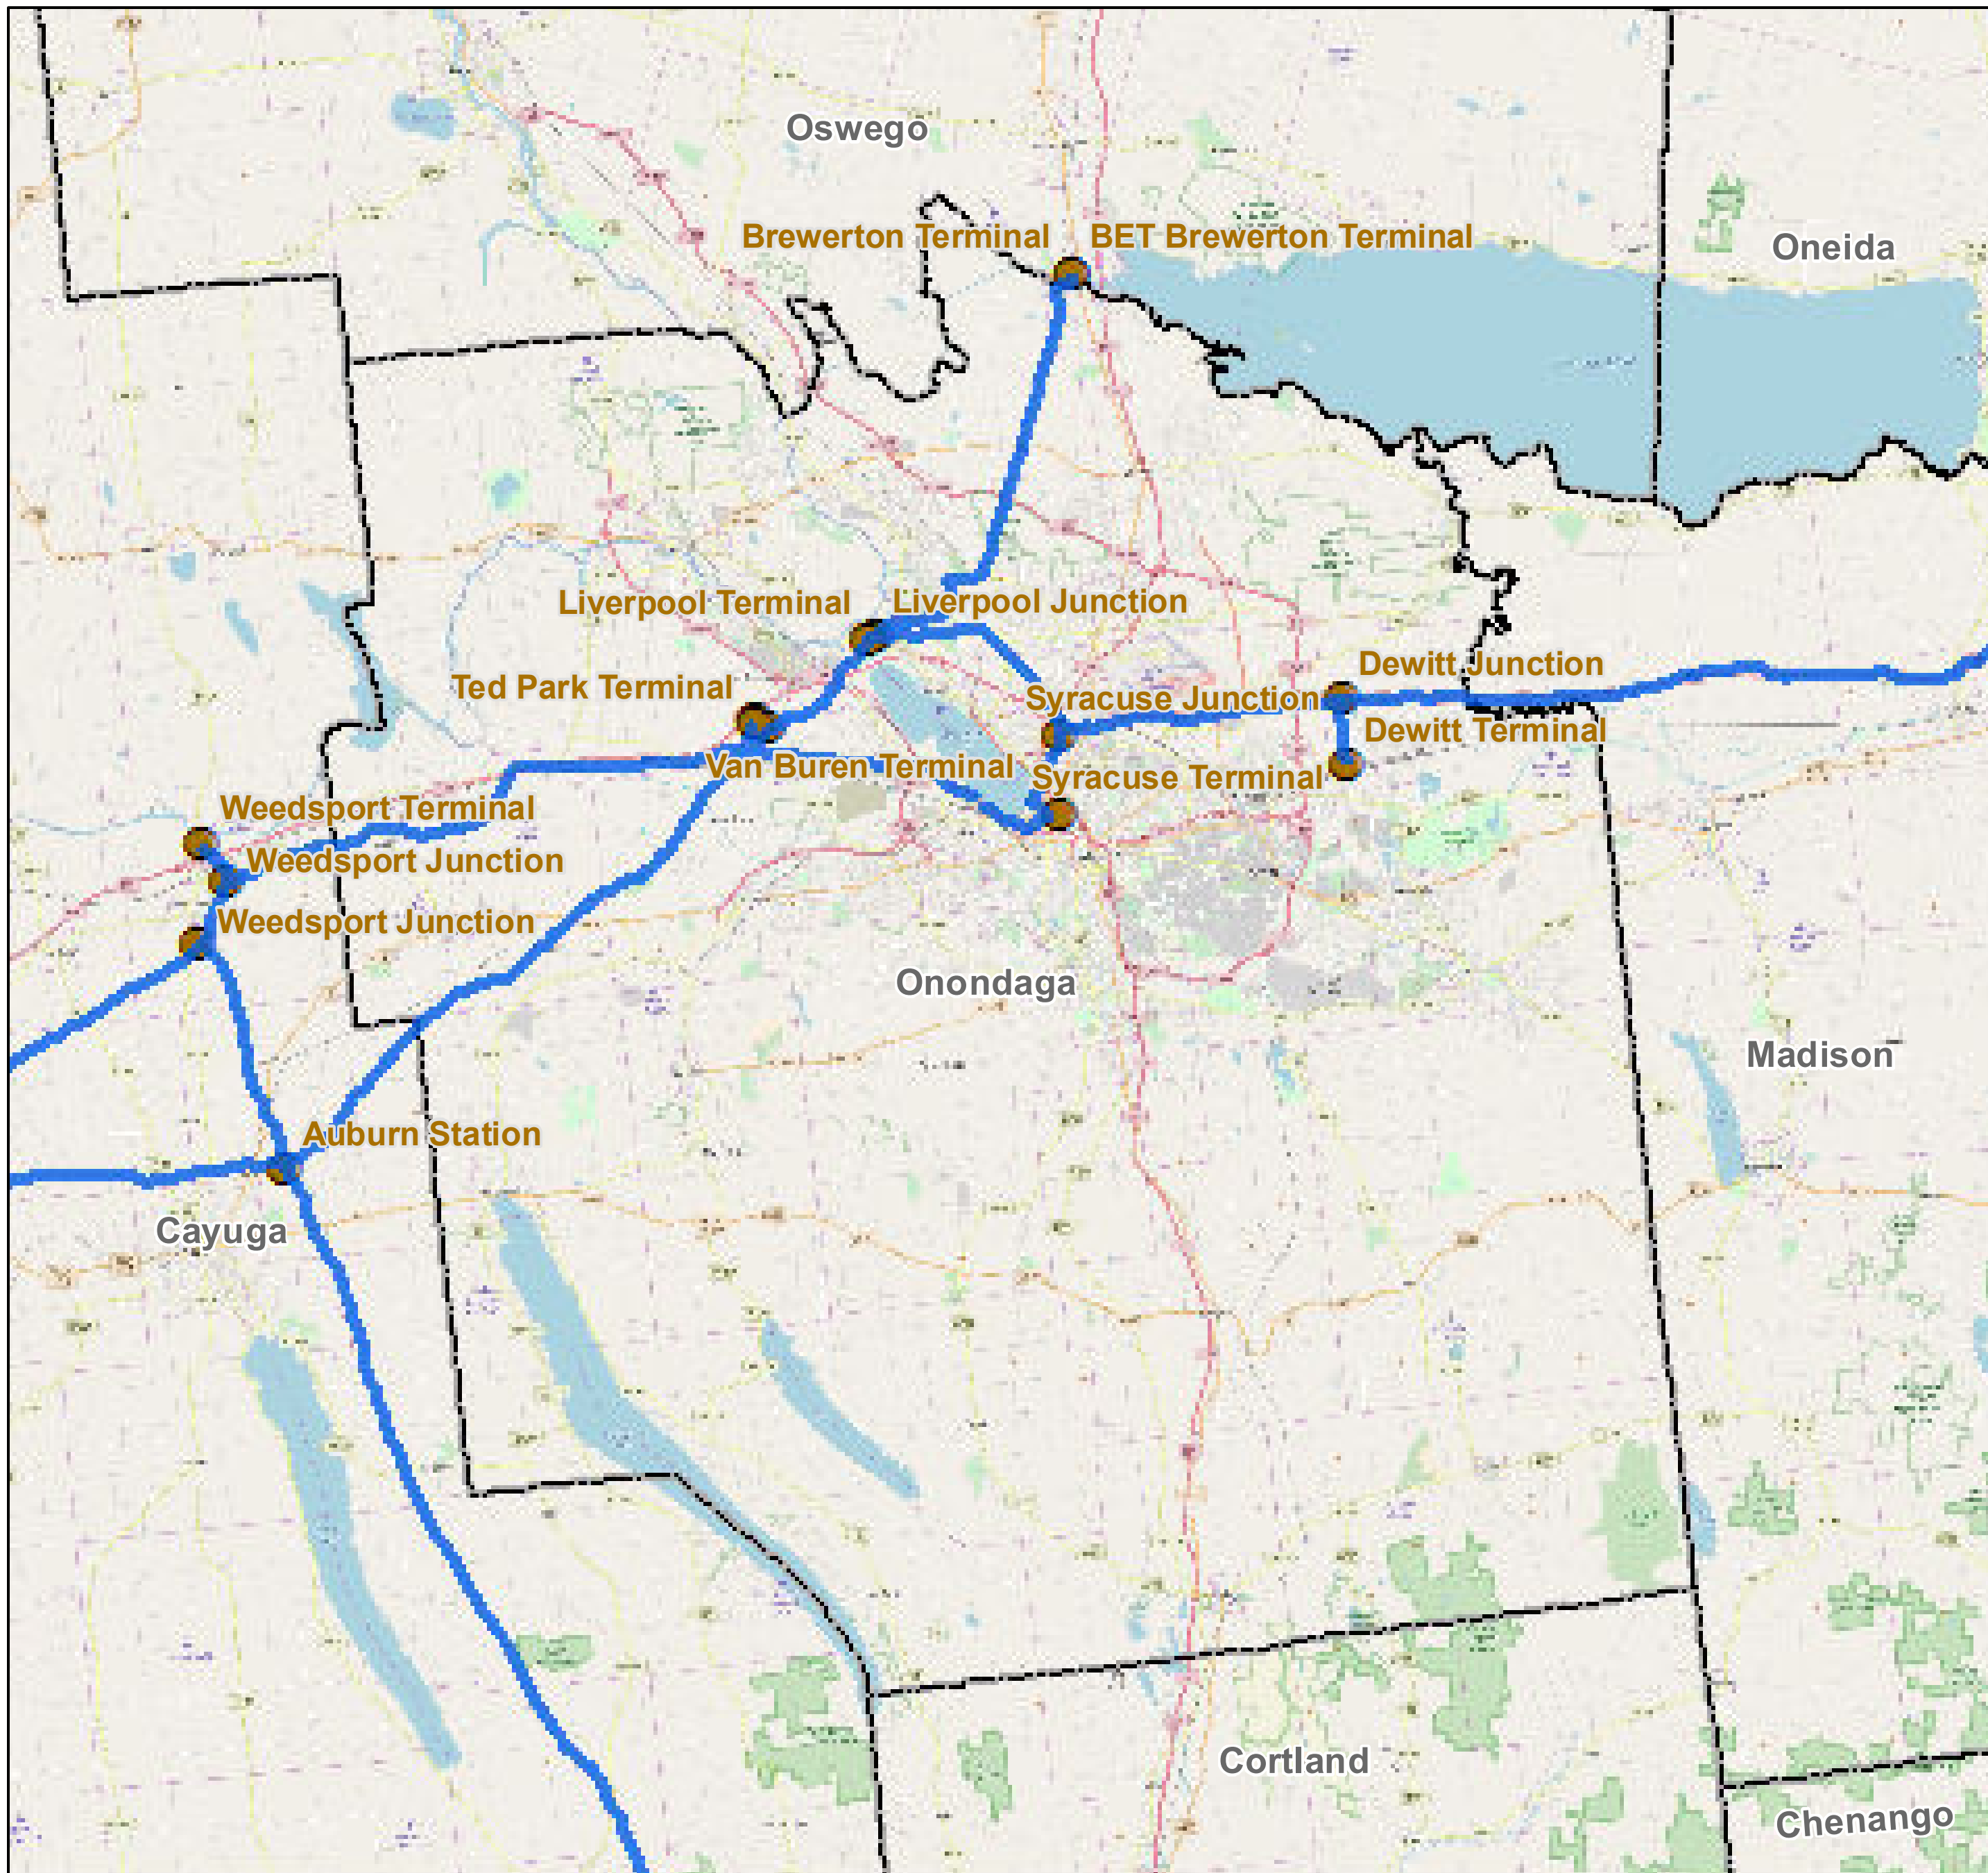 Oswego
Brewerton Terminal
BET Brewerton Terminal
Oneida
Liverpool Terminal
Liverpool Junction
Dewitt Junction
Ted Park Terminal
Syracuse Junction
Dewitt Terminal
Van Buren Terminal
Syracuse Terminal
Weedsport Terminal
Weedsport Junction
Weedsport Junction
Onondaga
Madison
Auburn Station
Cayuga
Cortland
Chenango